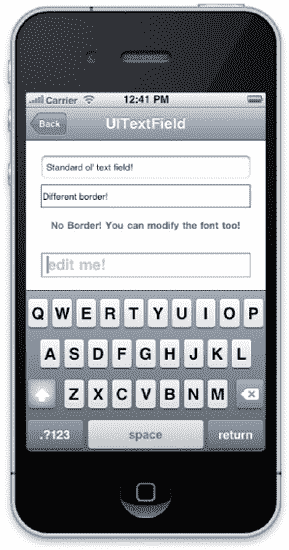 Carrier 12:41 PM
Back UITextField
Standard ol' text field!
Different border!
No Border! You can modify the font too!
edit me!
Q W E R T Y U I O P
A S D F G H J K L
Z X C V B N M
.?123 space return